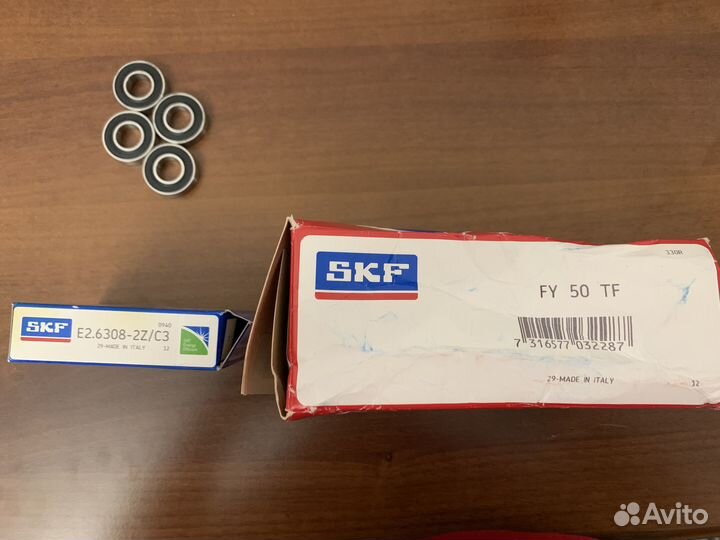 SKF
E2.6308-2Z/C3
0940
29-MADE IN ITALY 12
SKF
330A
FY 50 TF
7 316577 032287
29-MADE IN ITALY 12
Avito